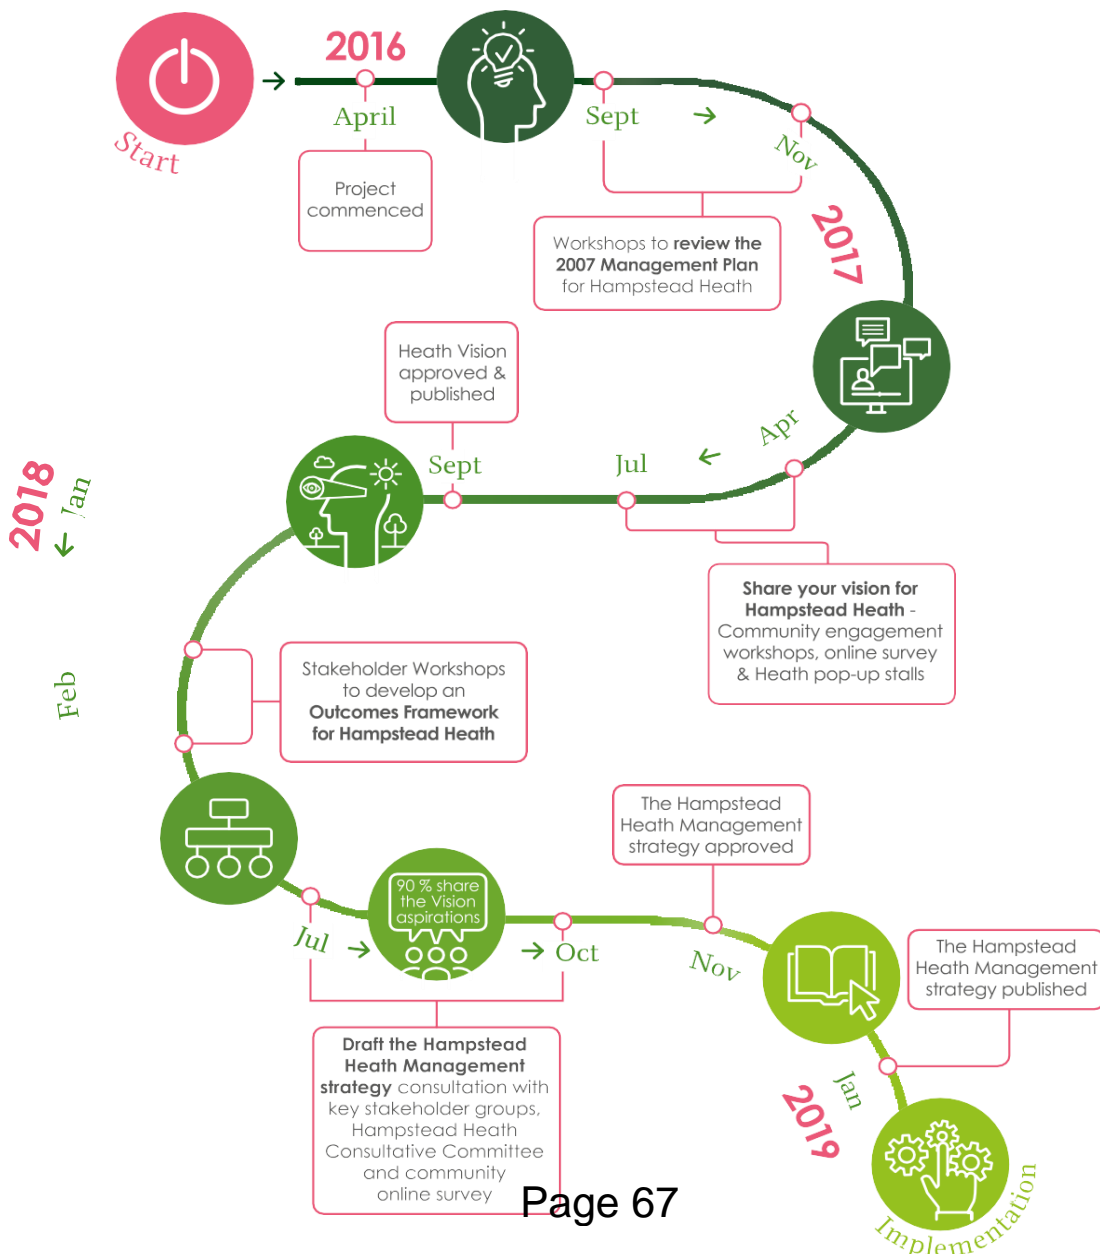 Start
2016
April
Project
commenced
Sept
Nov
Workshops to review the
2007 Management Plan
for Hampstead Heath
2017
Apr
Jul
Share your vision for
Hampstead Heath -
Community engagement
workshops, online survey
& Heath pop-up stalls
Sept
Heath Vision
approved &
published
2018
Jan
Feb
Stakeholder Workshops
to develop an
Outcomes Framework
for Hampstead Heath
90 % share
the Vision
aspirations
Jul
Oct
Draft the Hampstead
Heath Management
strategy consultation with
key stakeholder groups,
Hampstead Heath
Consultative Committee
and community
online survey
The Hampstead
Heath Management
strategy approved
Nov
The Hampstead
Heath Management
strategy published
Jan
2019
Implementation
Page 67